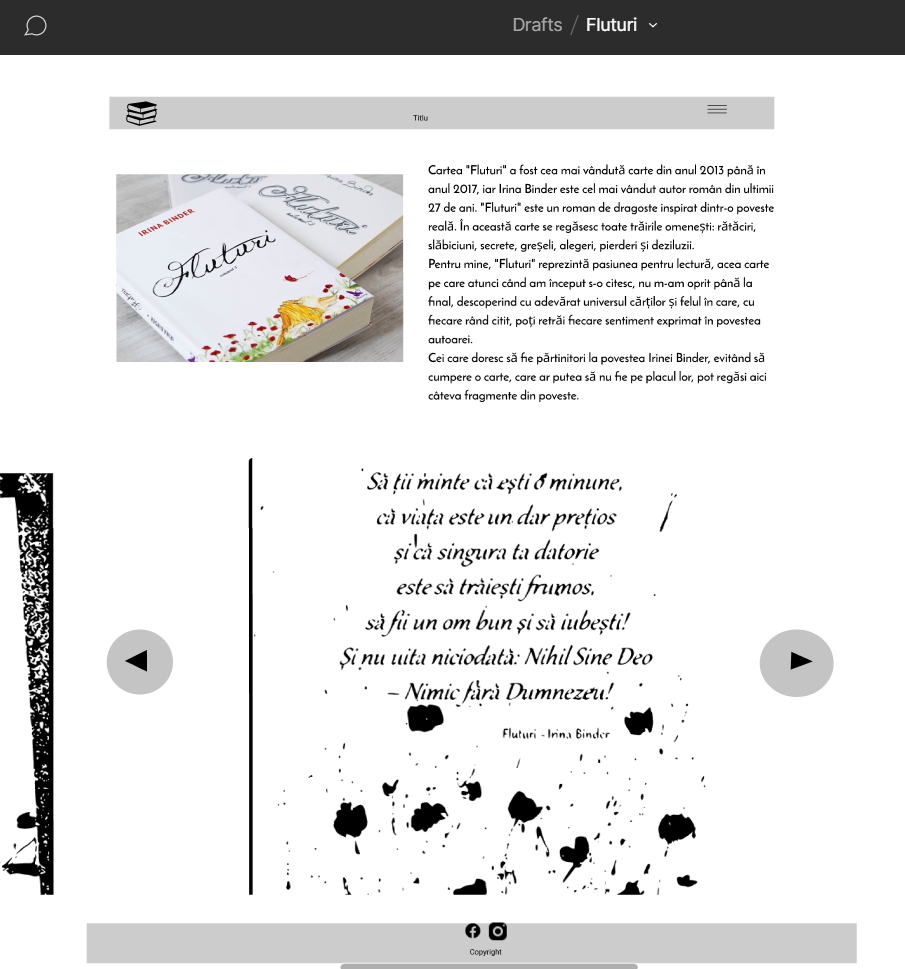 Drafts / Fluturi
Titlu
IRINA BINDER
Fluturi
Fluturi
Cartea "Fluturi" a fost cea mai vândută carte din anul 2013 până în
anul 2017, iar Irina Binder este cel mai vândut autor român din ultimii
27 de ani. "Fluturi" este un roman de dragoste inspirat dintr-o poveste
reală. În această carte se regăsesc toate trăirile omenești: rătăciri,
slăbiciuni, secrete, greșeli, alegeri, pierderi și deziluzii.
Pentru mine, "Fluturi" reprezintă pasiunea pentru lectură, acea carte
pe care atunci când am început s-o citesc, nu m-am oprit până la
final, descoperind cu adevărat universul cărților și felul în care, cu
fiecare rând citit, poți retrăi fiecare sentiment exprimat în povestea
autoarei.
Cei care doresc să fie părtinitori la povestea Irinei Binder, evitând să
cumpere o carte, care ar putea să nu fie pe placul lor, pot regăsi aici
câteva fragmente din poveste.
Să ții minte că ești o minune,
că viața este un dar prețios
și că singura ta datorie
este să trăiești frumos,
să fii un om bun și să iubești!
Și nu uita niciodată: Nihil Sine Deo
– Nimic fără Dumnezeu!
Fluturi - Irina Binder
Copyright